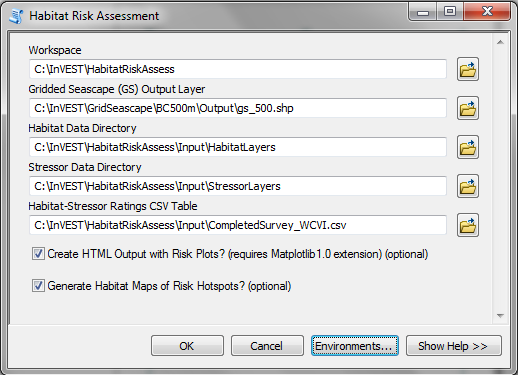 Habitat Risk Assessment
Workspace
C:\InVEST\HabitatRiskAssess
Gridded Seascape (GS) Output Layer
C:\InVEST\GridSeascape\BC500m\Output\gs_500.shp
Habitat Data Directory
C:\InVEST\HabitatRiskAssess\Input\HabitatLayers
Stressor Data Directory
C:\InVEST\HabitatRiskAssess\Input\StressorLayers
Habitat-Stressor Ratings CSV Table
C:\InVEST\HabitatRiskAssess\Input\CompletedSurvey_WCVI.csv
Create HTML Output with Risk Plots? (requires Matplotlib1.0 extension) (optional)
Generate Habitat Maps of Risk Hotspots? (optional)
OK Cancel Environments... Show Help >>